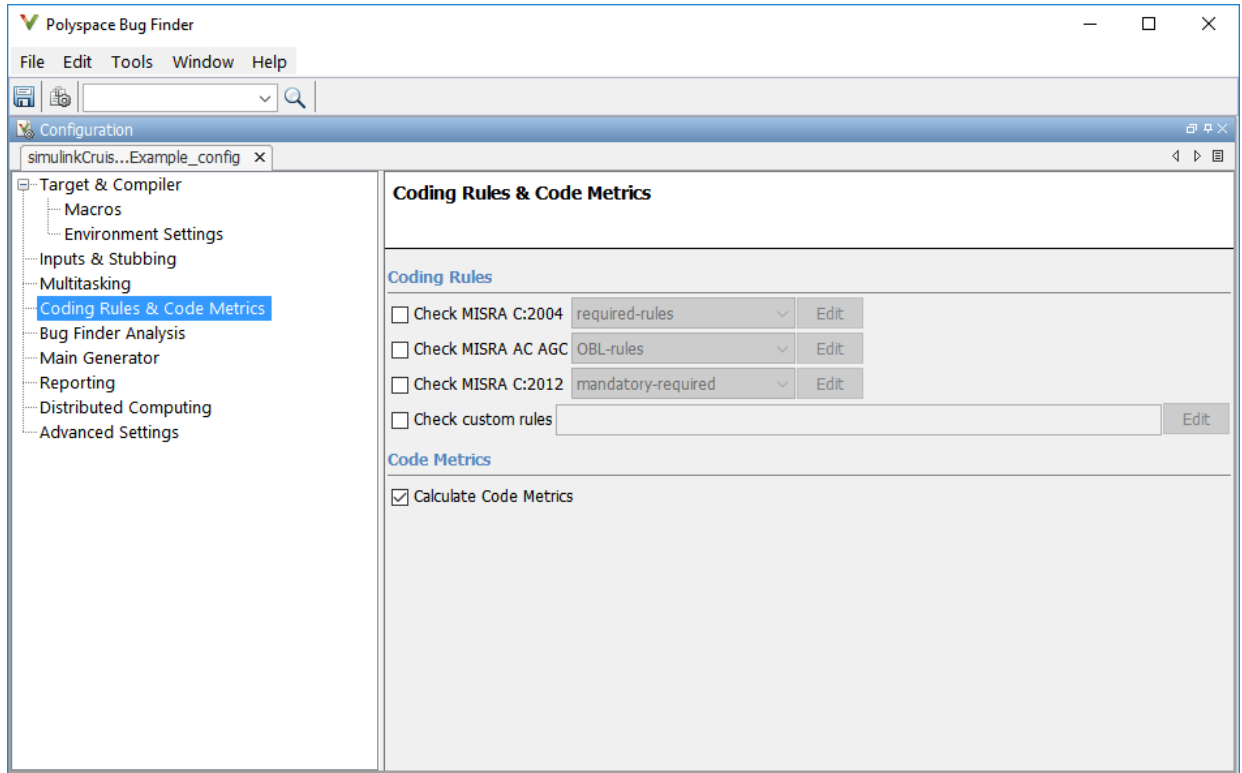 Polyspace Bug Finder
File Edit Tools Window Help
Configuration
simulinkCruis...Example_config
Target & Compiler
Macros
Environment Settings
Inputs & Stubbing
Multitasking
Coding Rules & Code Metrics
Bug Finder Analysis
Main Generator
Reporting
Distributed Computing
Advanced Settings
Coding Rules & Code Metrics
Coding Rules
Check MISRA C:2004 required-rules Edit
Check MISRA AC AGC OBL-rules Edit
Check MISRA C:2012 mandatory-required Edit
Check custom rules Edit
Code Metrics
Calculate Code Metrics